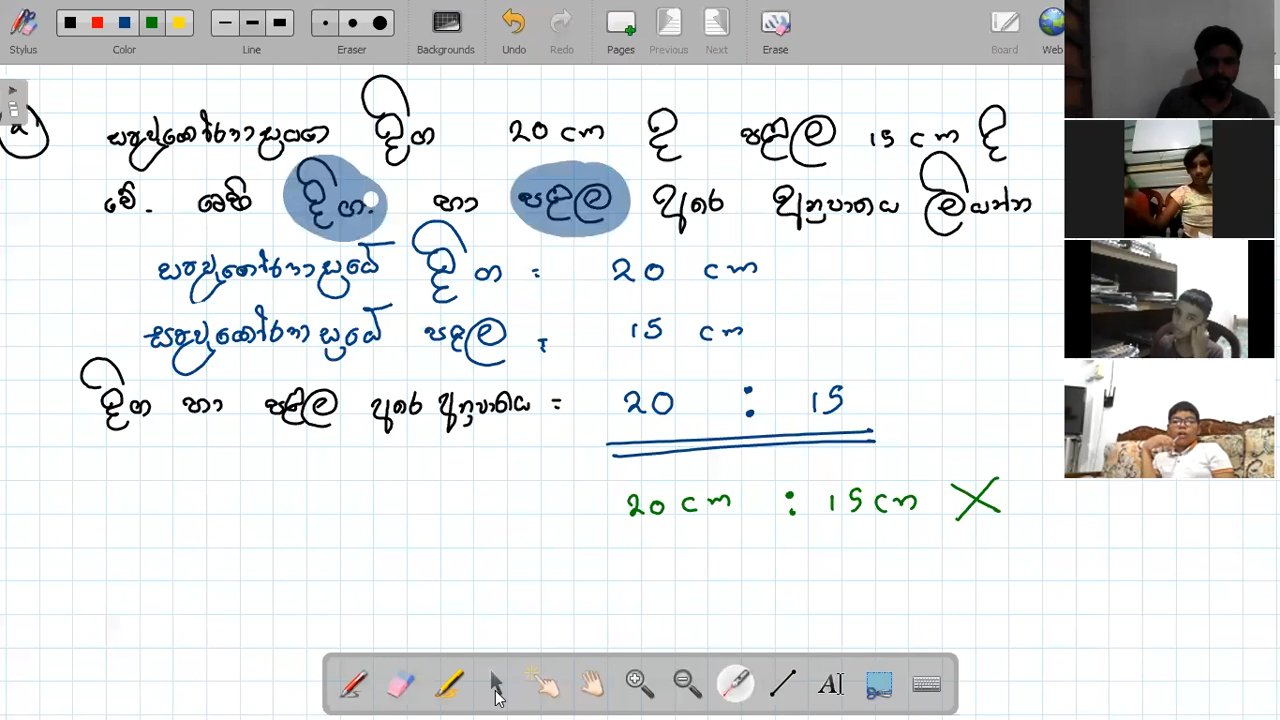 Stylus Color Line Eraser Backgrounds Undo Redo Pages Previous Next Erase Board Web
සෘජුකෝණාස්‍රයක දිග 20 cm ද පළල 15 cm ද
වේ. මෙහි දිග හා පළල අතර අනුපාතය ලියන්න
සෘජුකෝණාස්‍රයේ දිග = 20 cm
සෘජුකෝණාස්‍රයේ පළල = 15 cm
දිග හා පළල අතර අනුපාතය = 20 : 15
20 cm : 15 cm